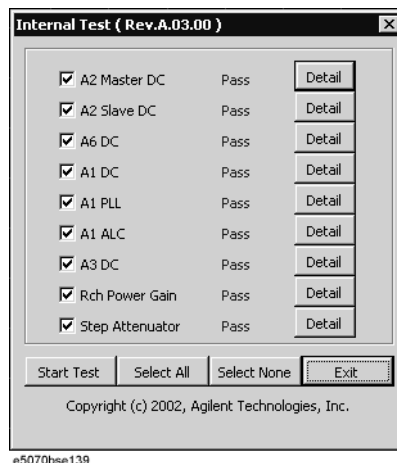 Internal Test ( Rev.A.03.00 )
A2 Master DC Pass Detail
A2 Slave DC Pass Detail
A6 DC Pass Detail
A1 DC Pass Detail
A1 PLL Pass Detail
A1 ALC Pass Detail
A3 DC Pass Detail
Rch Power Gain Pass Detail
Step Attenuator Pass Detail
Start Test Select All Select None Exit
Copyright (c) 2002, Agilent Technologies, Inc.
e5070bse139